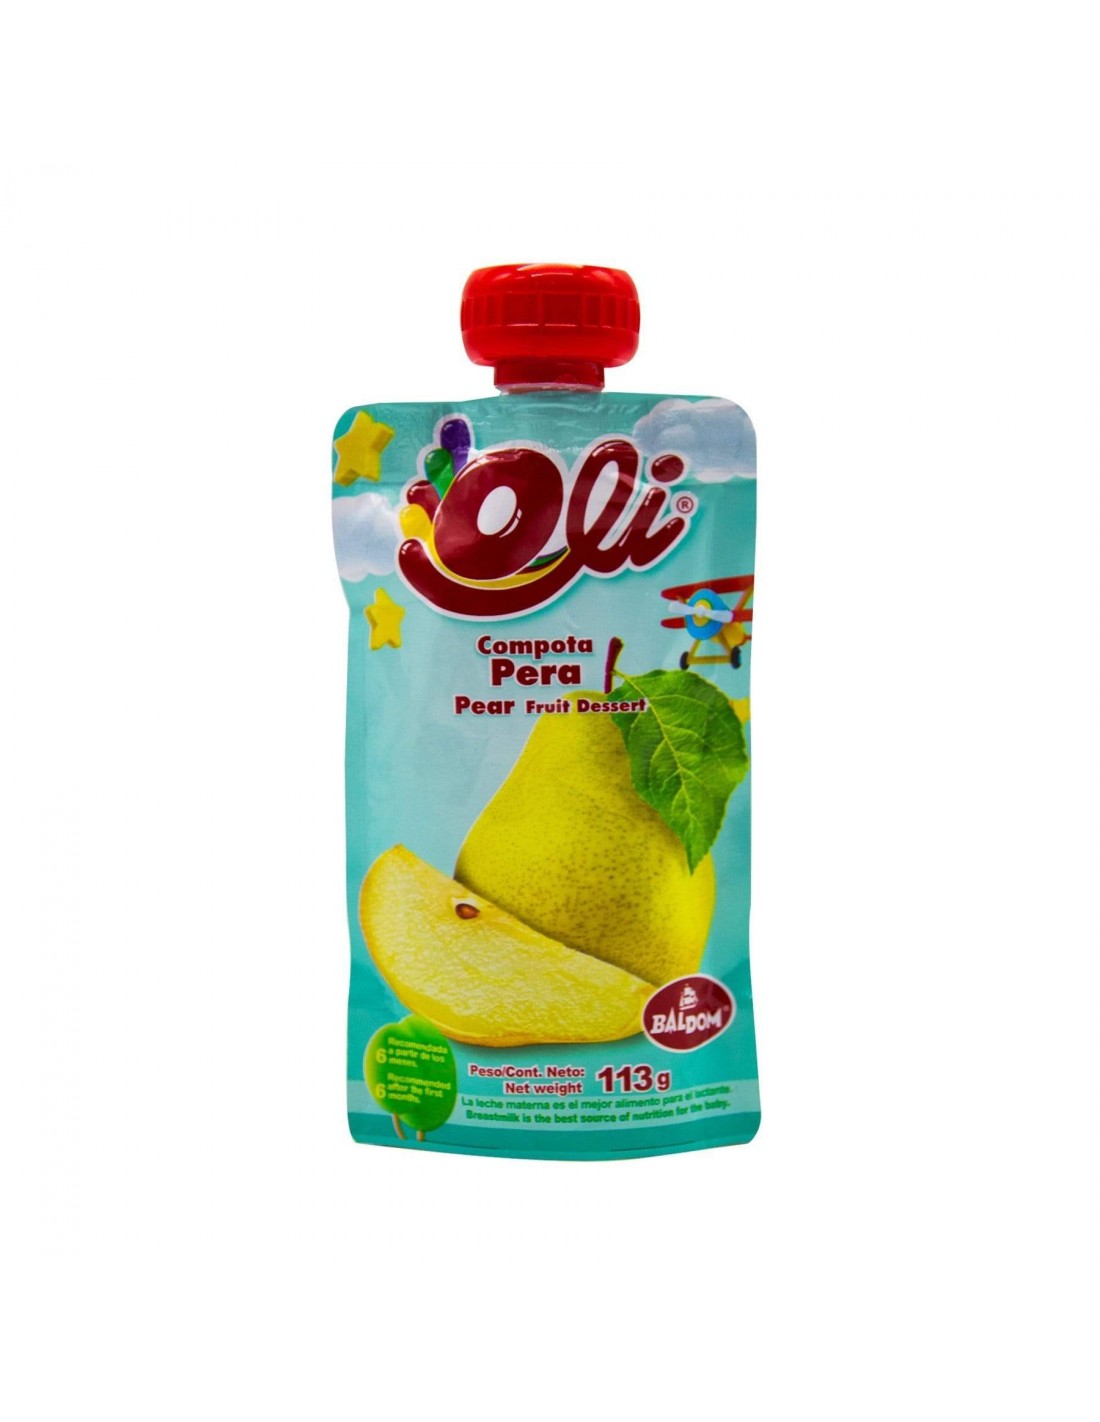 Oli®
Compota
Pera
Pear Fruit Dessert
BALDOM
6 Recomendada
a partir de los
meses.
6 Recommended
after the first
months.
Peso/Cont. Neto:
Net weight 113g
La leche materna es el mejor alimento para el lactante.
Breastmilk is the best source of nutrition for the baby.